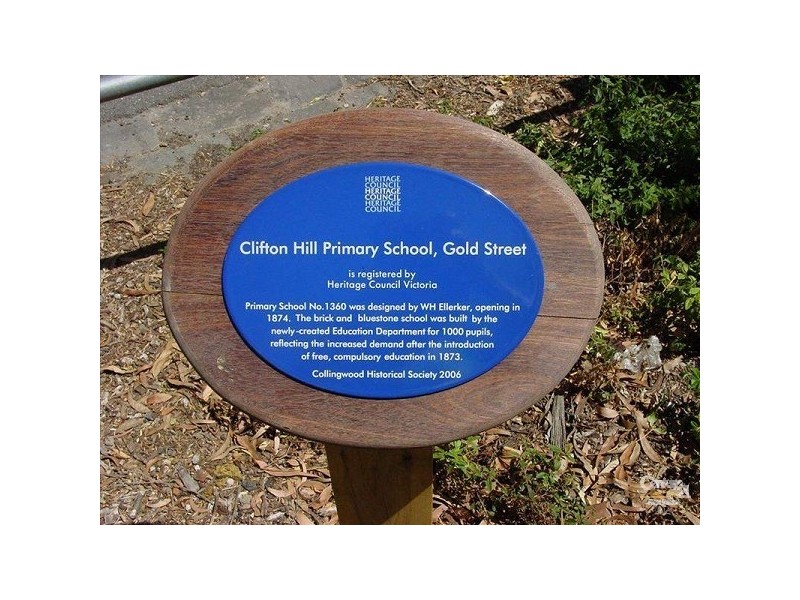 HERITAGE
COUNCIL
HERITAGE
COUNCIL
HERITAGE
COUNCIL
Clifton Hill Primary School, Gold Street
is registered by
Heritage Council Victoria
Primary School No.1360 was designed by WH Ellerker, opening in
1874. The brick and bluestone school was built by the
newly-created Education Department for 1000 pupils,
reflecting the increased demand after the introduction
of free, compulsory education in 1873.
Collingwood Historical Society 2006